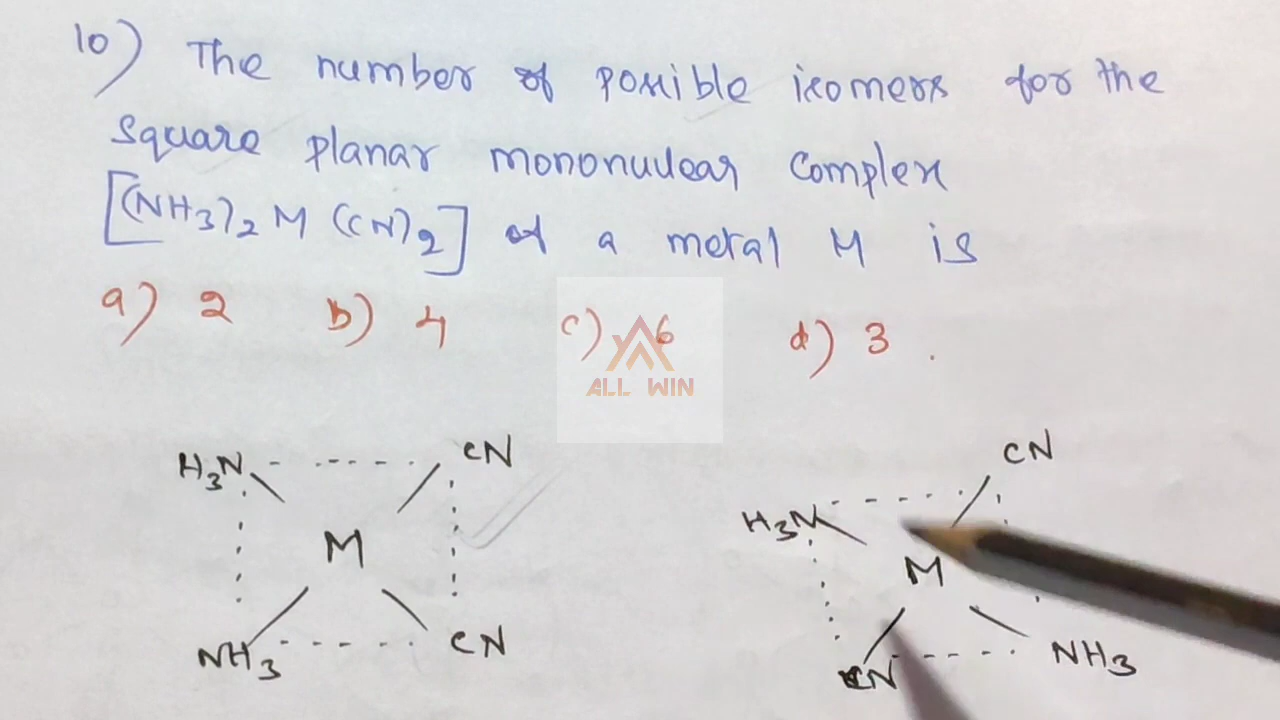 10) The number of possible isomers for the
square planar mononuclear complex
[(NH3)2 M (CN)2] of a metal M is
a) 2 b) 4 c) 6 d) 3 .
ALL WIN
H3N CN
M
NH3 CN
CN
H3N
M
CN NH3